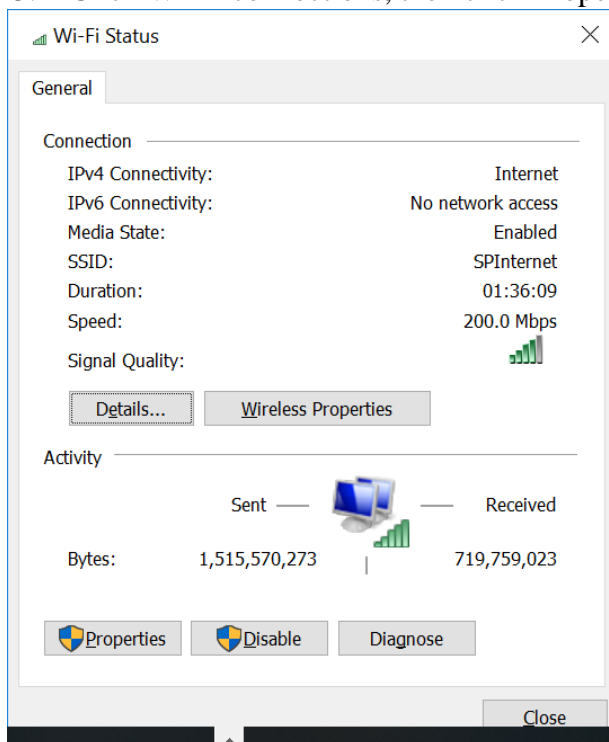 Wi-Fi Status
General
Connection
IPv4 Connectivity: Internet
IPv6 Connectivity: No network access
Media State: Enabled
SSID: SPInternet
Duration: 01:36:09
Speed: 200.0 Mbps
Signal Quality:
Details... Wireless Properties
Activity
Sent Received
Bytes: 1,515,570,273 719,759,023
Properties Disable Diagnose
Close